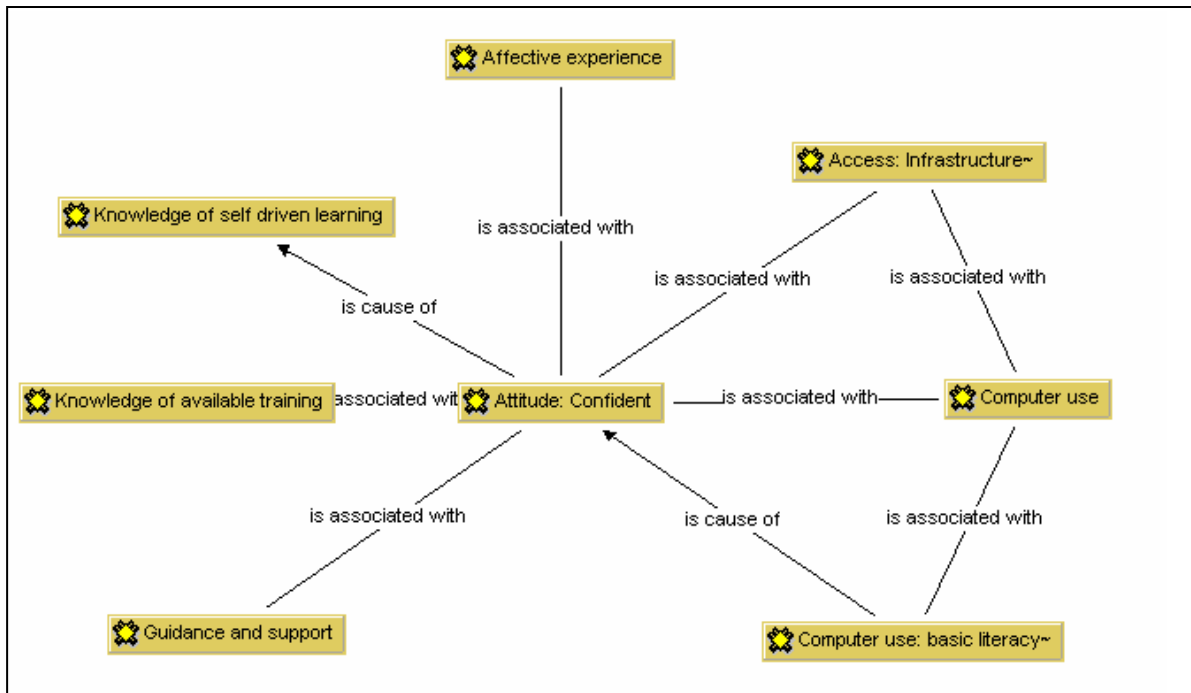 Affective experience
Access: Infrastructure~
Knowledge of self driven learning
is associated with
is associated with
is associated with
is cause of
Knowledge of available training
associated wit
Attitude: Confident
is associated with
Computer use
is associated with
is cause of
is associated with
Guidance and support
Computer use: basic literacy~